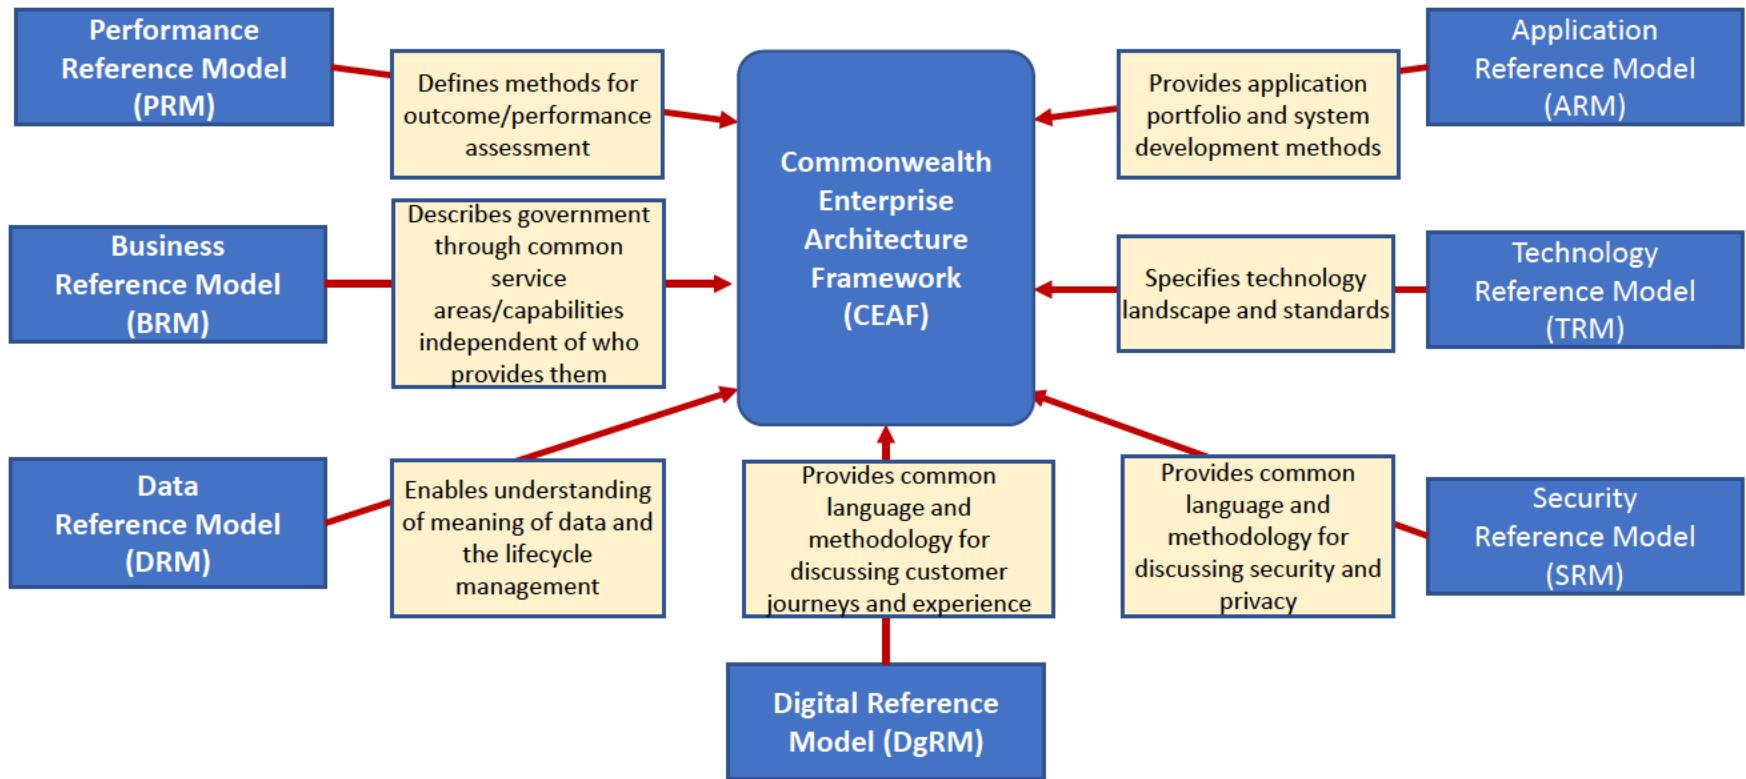 Performance
Reference Model
(PRM)
Defines methods for
outcome/performance
assessment
Business
Reference Model
(BRM)
Describes government
through common
service
areas/capabilities
independent of who
provides them
Data
Reference Model
(DRM)
Enables understanding
of meaning of data and
the lifecycle
management
Commonwealth
Enterprise
Architecture
Framework
(CEAF)
Provides common
language and
methodology for
discussing customer
journeys and experience
Digital Reference
Model (DgRM)
Provides application
portfolio and system
development methods
Application
Reference Model
(ARM)
Specifies technology
landscape and standards
Technology
Reference Model
(TRM)
Provides common
language and
methodology for
discussing security and
privacy
Security
Reference Model
(SRM)